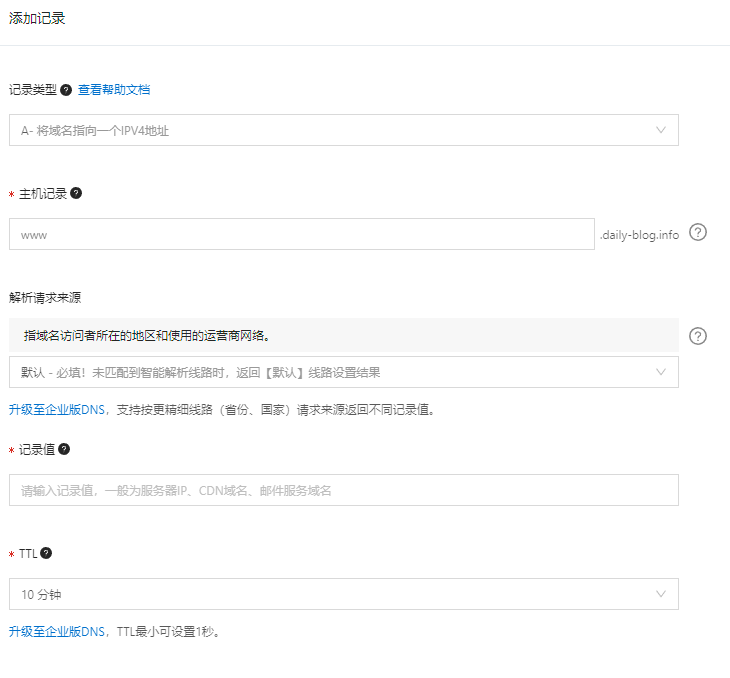 添加记录
记录类型 ? 查看帮助文档
A- 将域名指向一个IPV4地址
* 主机记录 ?
www .daily-blog.info ?
解析请求来源
指域名访问者所在的地区和使用的运营商网络。 ?
默认 - 必填！未匹配到智能解析线路时，返回【默认】线路设置结果
升级至企业版DNS，支持按更精细线路（省份、国家）请求来源返回不同记录值。
* 记录值 ?
请输入记录值，一般为服务器IP、CDN域名、邮件服务域名
* TTL ?
10 分钟
升级至企业版DNS，TTL最小可设置1秒。